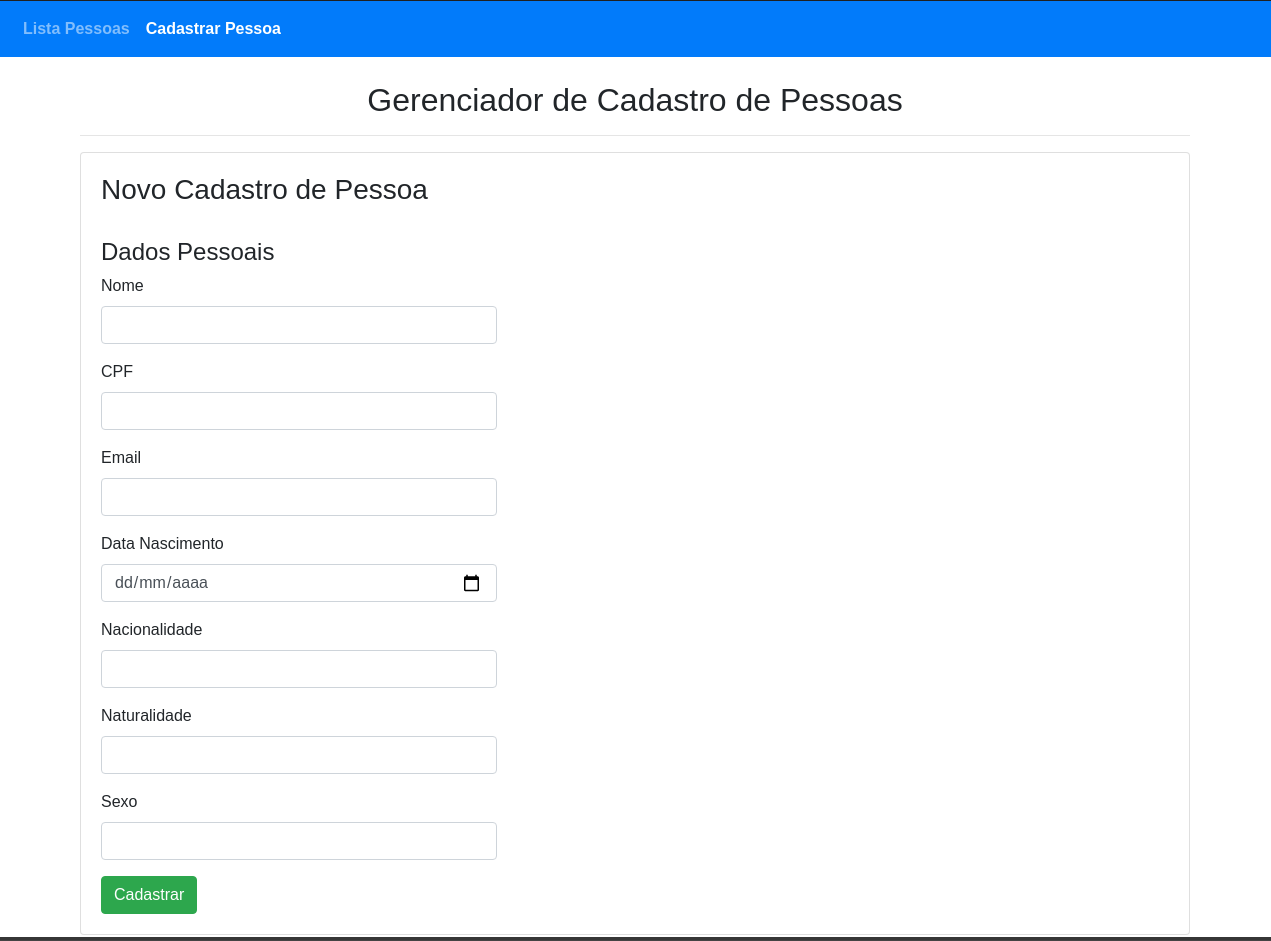 Lista Pessoas Cadastrar Pessoa
Gerenciador de Cadastro de Pessoas
Novo Cadastro de Pessoa
Dados Pessoais
Nome
CPF
Email
Data Nascimento
dd/mm/aaaa
Nacionalidade
Naturalidade
Sexo
Cadastrar